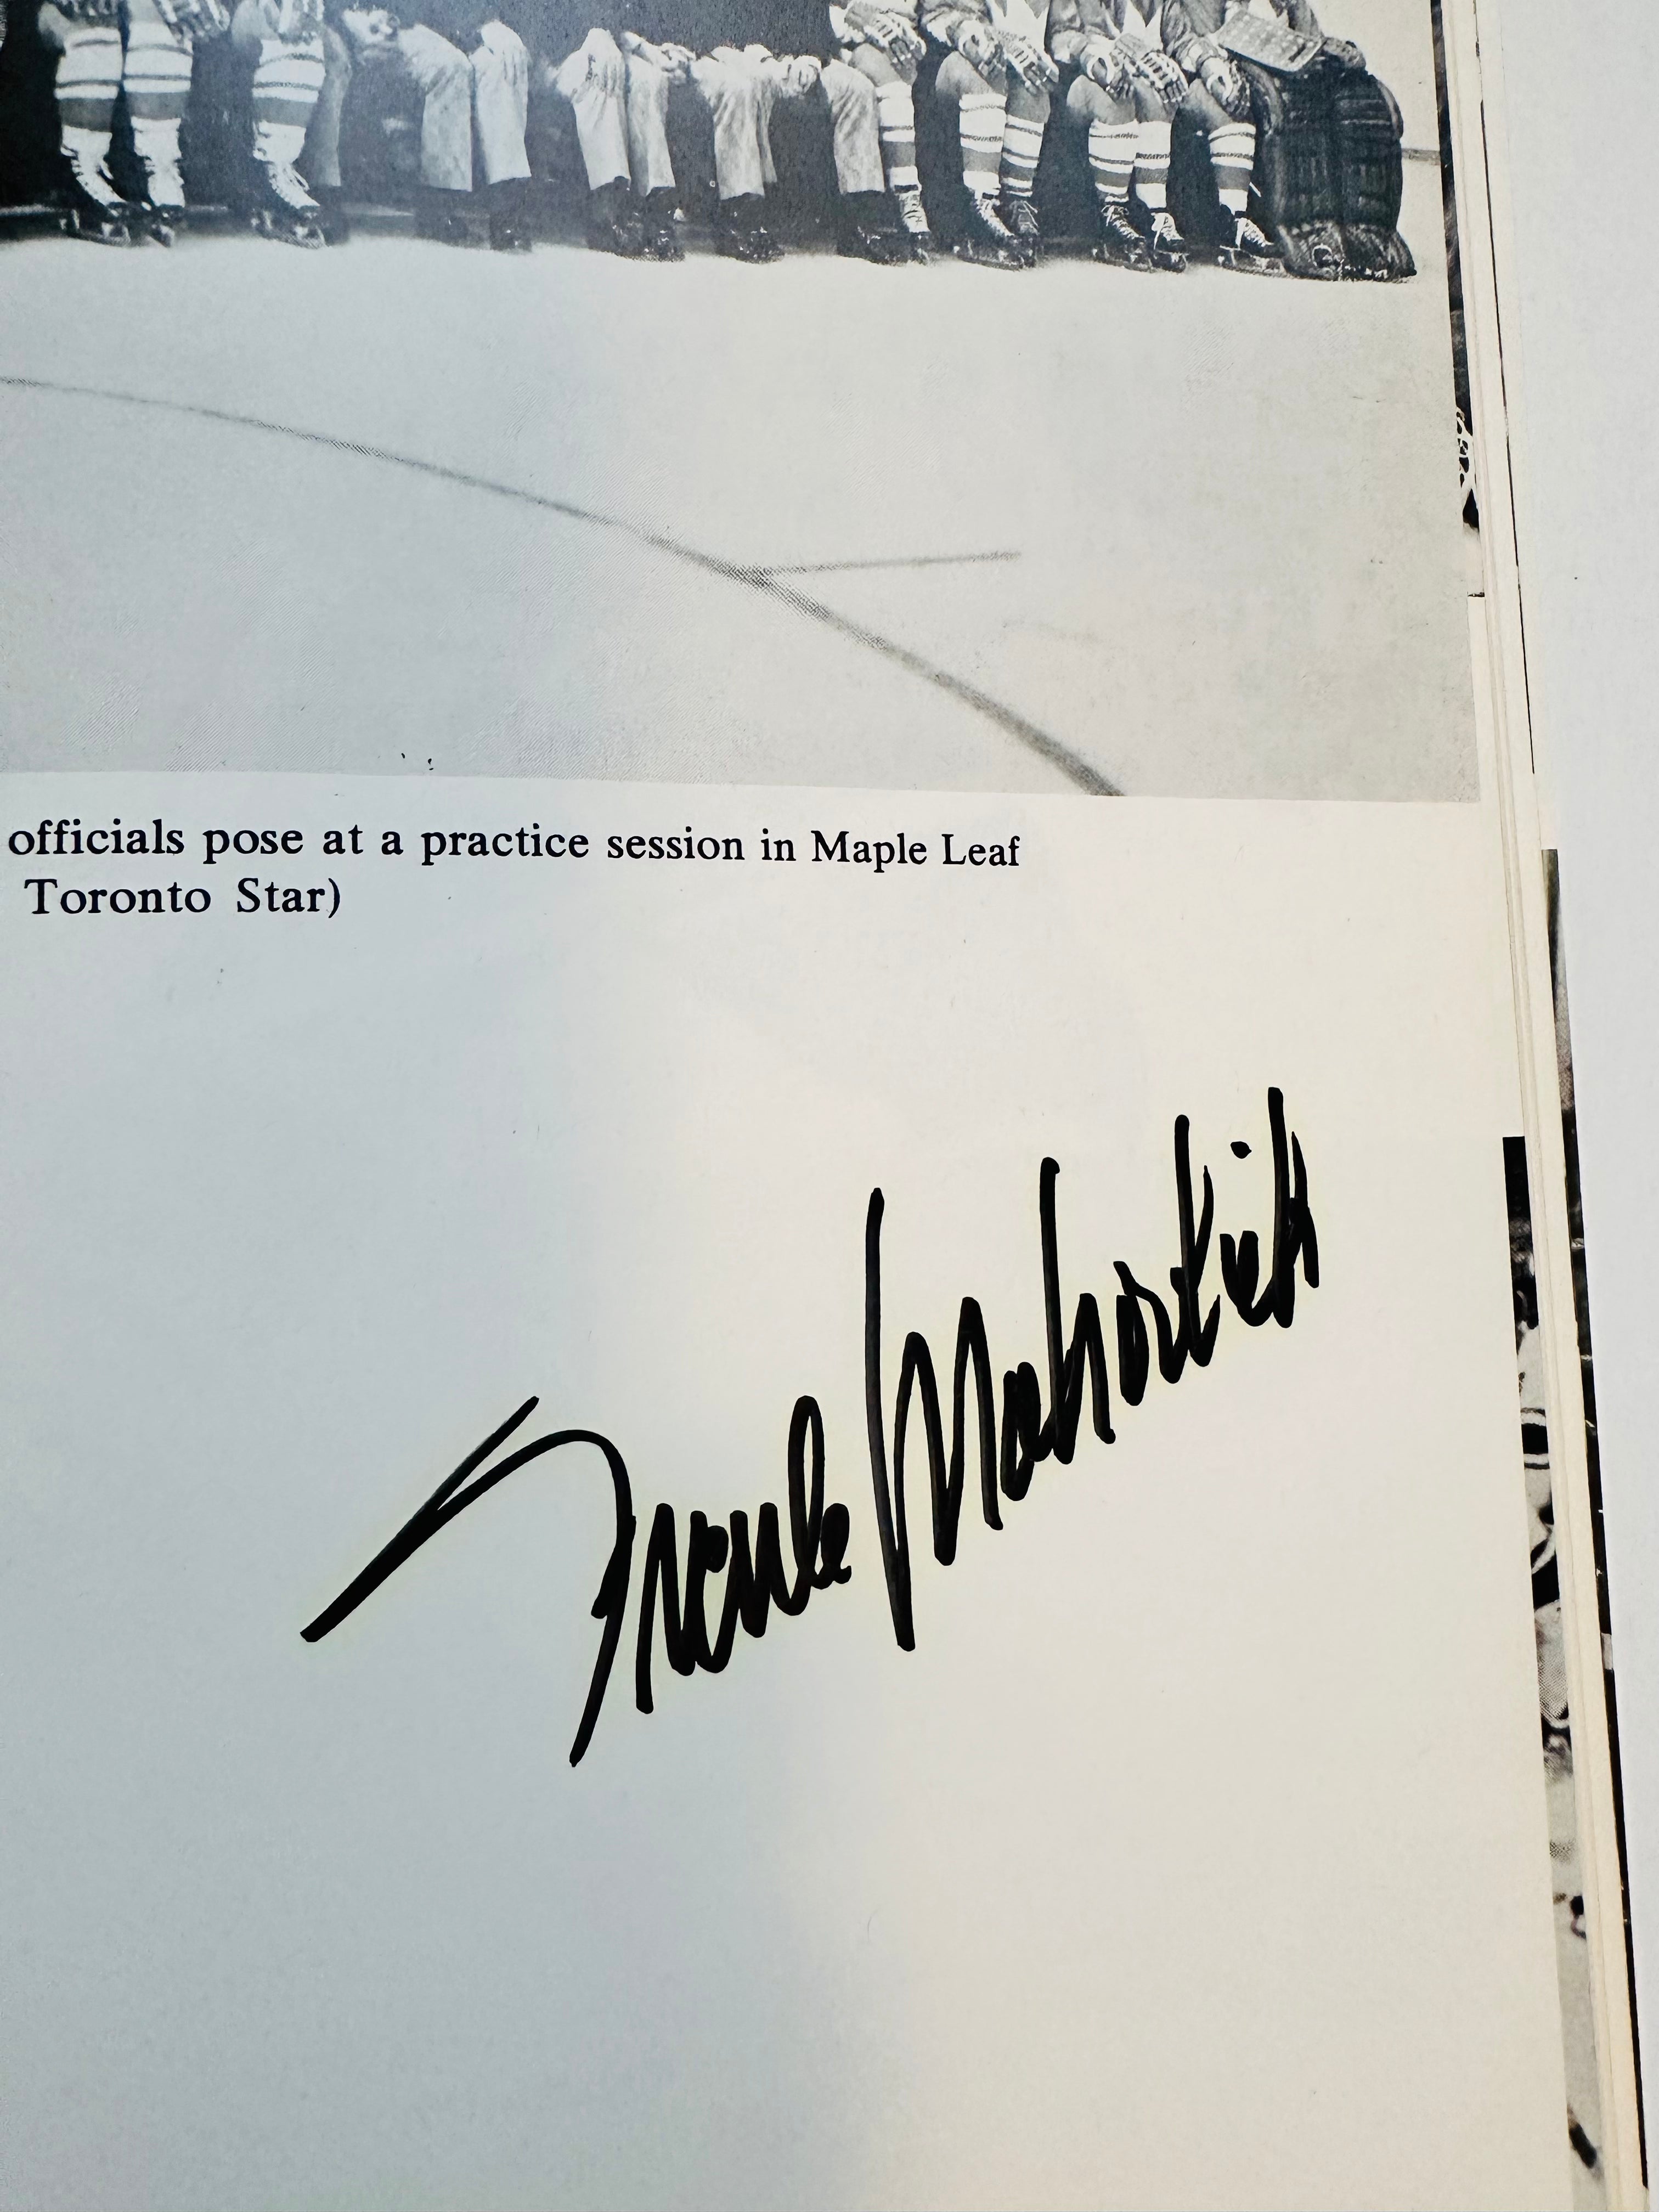 officials pose at a practice session in Maple Leaf
Toronto Star)
Frank Mahovlich